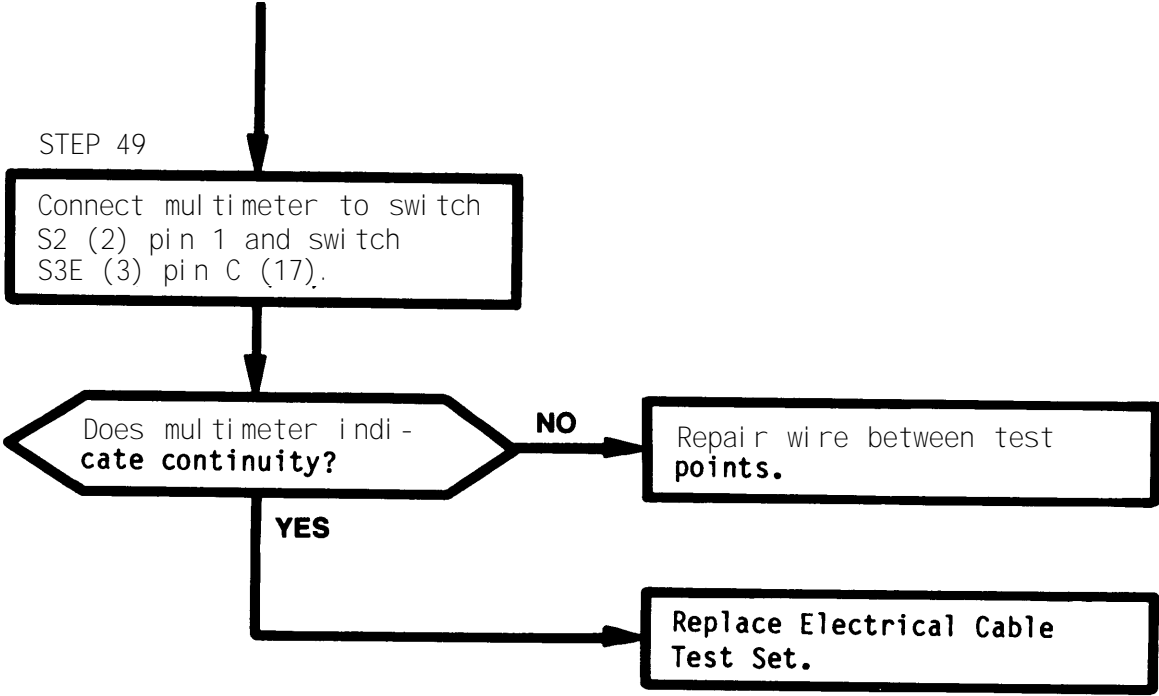 STEP 49
Connect multimeter to switch
S2 (2) pin 1 and switch
S3E (3) pin C (17).
Does multimeter indi-
cate continuity?
NO
Repair wire between test
points.
YES
Replace Electrical Cable
Test Set.